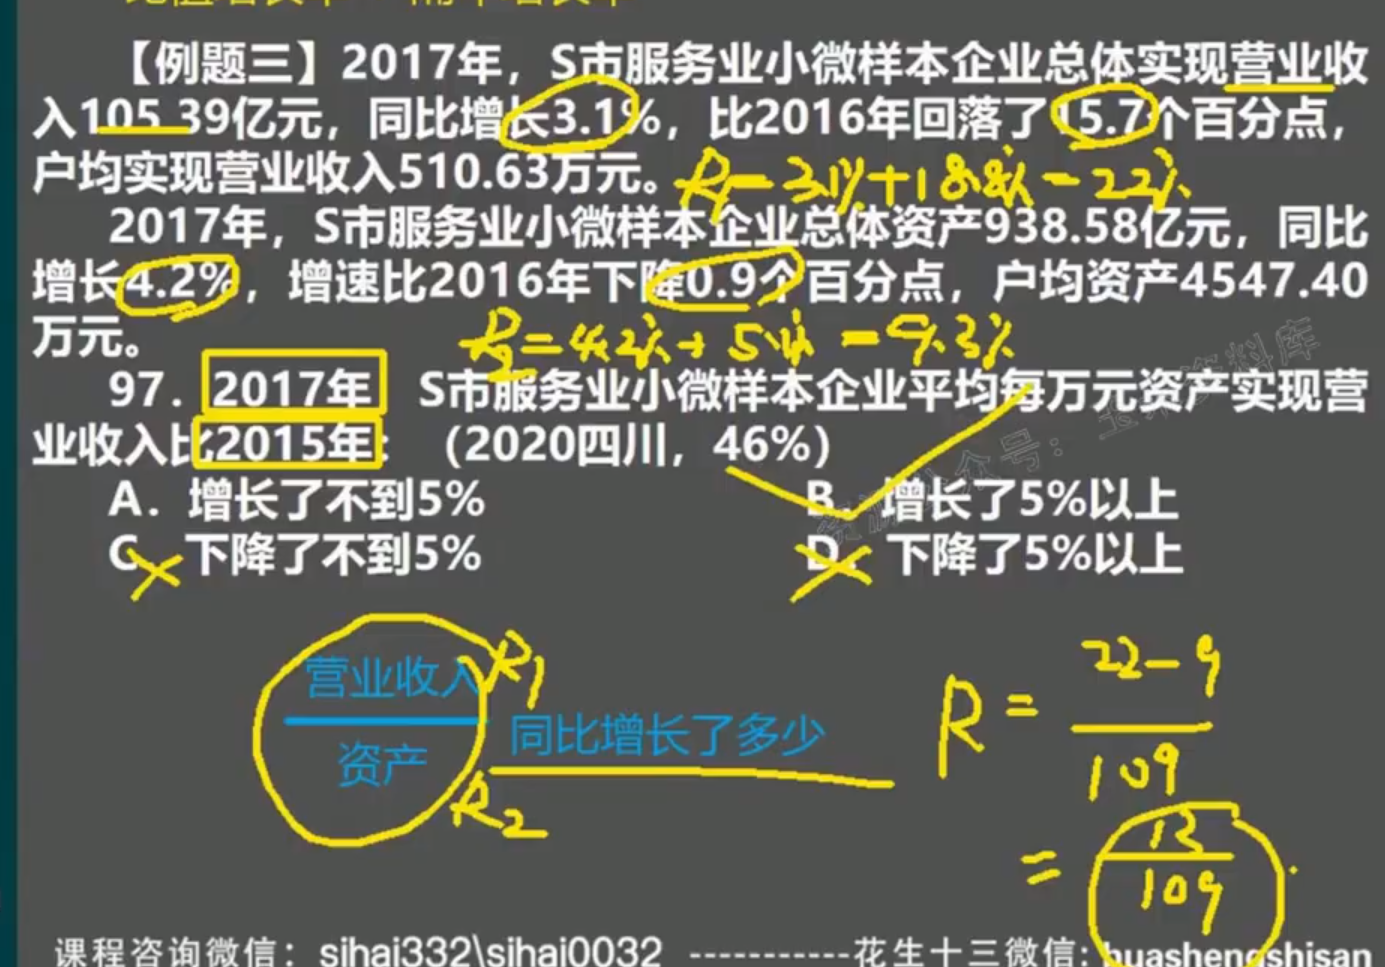 【例题三】2017年，S市服务业小微样本企业总体实现营业收
入105.39亿元，同比增长3.1%，比2016年回落了15.7个百分点，
户均实现营业收入510.63万元。
R1=3.1%+18.8%=22%
2017年，S市服务业小微样本企业总体资产938.58亿元，同比
增长4.2%，增速比2016年下降0.9个百分点，户均资产4547.40
万元。
R2=4.2%+5.1%=9.3%
97. 2017年 S市服务业小微样本企业平均每万元资产实现营
业收入比2015年：（2020四川，46%）
A. 增长了不到5% B. 增长了5%以上
C. 下降了不到5% D. 下降了5%以上
营业收入 R1
资产 R2
同比增长了多少
R = 22-9
109
= 13
109
课程咨询微信：sihai332\sihai0032 -----------花生十三微信: huashengshisan